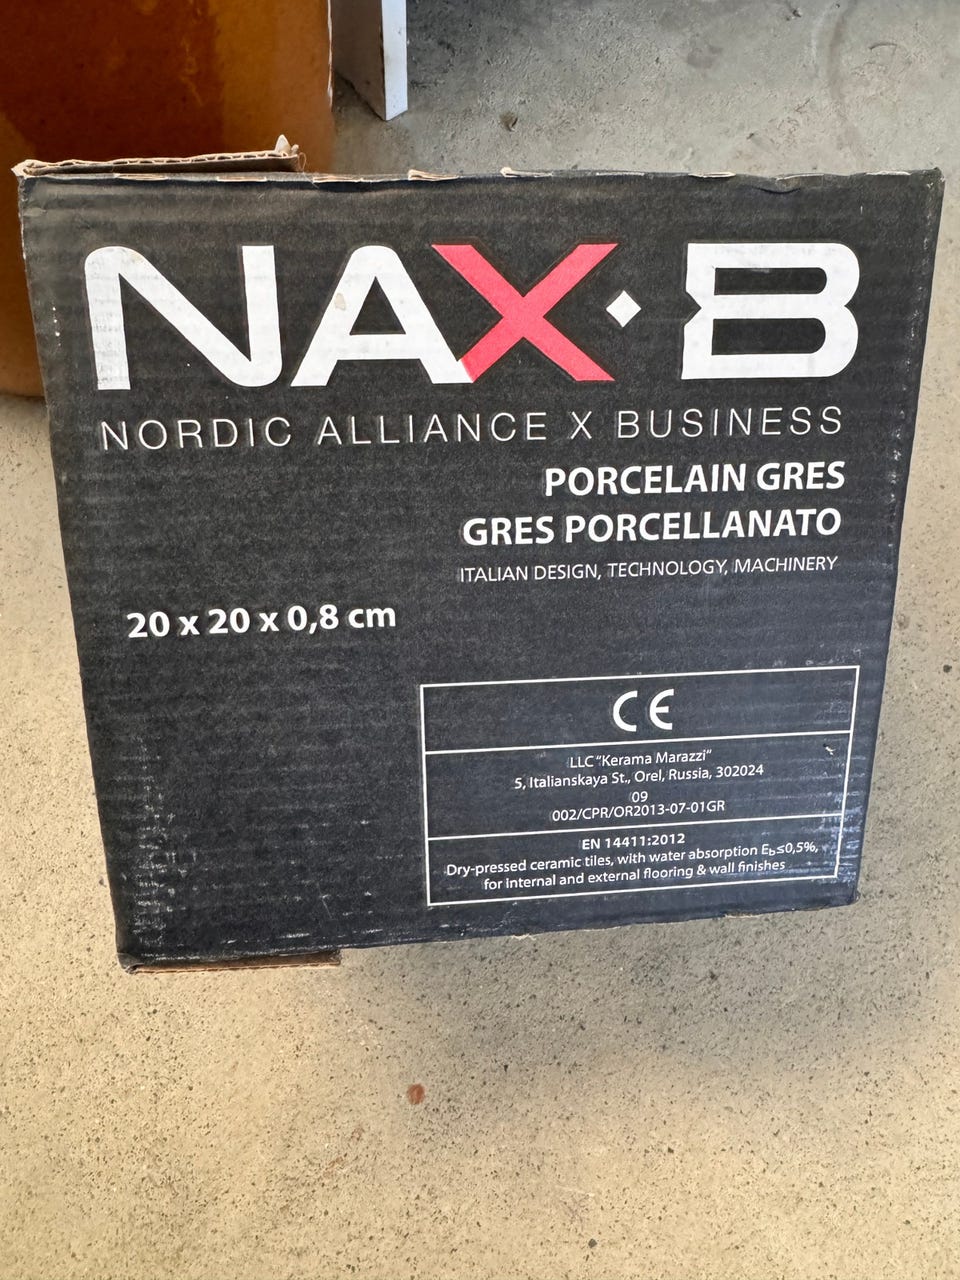 NAX·B
NORDIC ALLIANCE X BUSINESS
PORCELAIN GRES
GRES PORCELLANATO
ITALIAN DESIGN, TECHNOLOGY, MACHINERY
20 x 20 x 0,8 cm
CE
LLC "Kerama Marazzi"
5, Italianskaya St., Orel, Russia, 302024
09
002/CPR/OR2013-07-01GR
EN 14411:2012
Dry-pressed ceramic tiles, with water absorption Eb≤0,5%,
for internal and external flooring & wall finishes